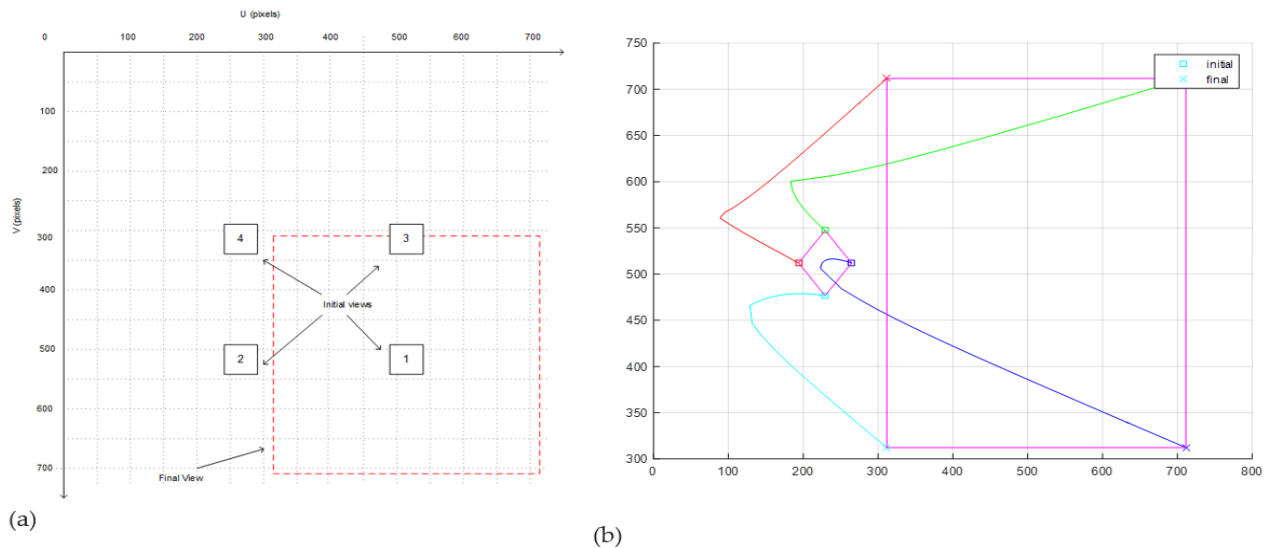 U (pixels)
0 100 200 300 400 500 600 700
V (pixels)
100
200
300
400
500
600
700
4 3
Initial views
2 1
Final View
(a)
750
700
650
600
550
500
450
400
350
300
0 100 200 300 400 500 600 700 800
initial
final
(b)